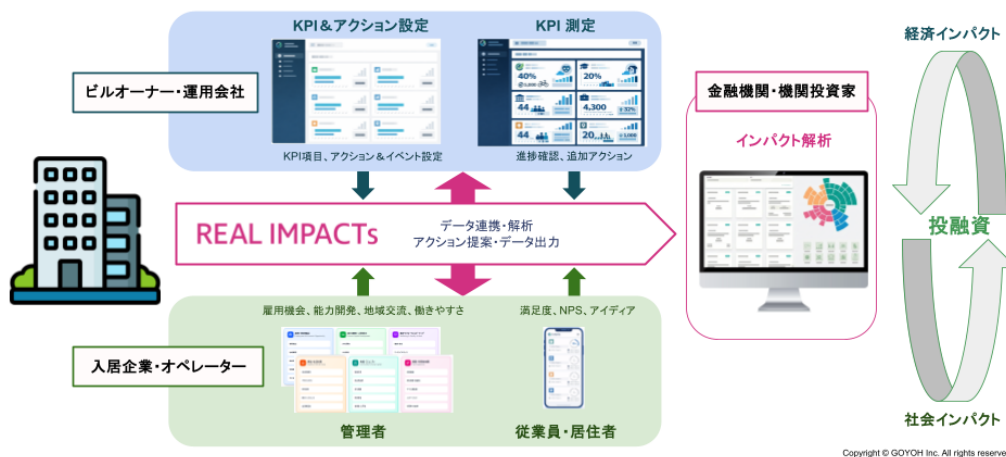 KPI&アクション設定
KPI 測定
ビルオーナー・運用会社
40%
20%
44
4,300
32%
44
20
KPI項目、アクション&イベント設定
進捗確認、追加アクション
REAL IMPACTs
データ連携・解析
アクション提案・データ出力
金融機関・機関投資家
インパクト解析
経済インパクト
投融資
社会インパクト
雇用機会、能力開発、地域交流、働きやすさ
満足度、NPS、アイディア
入居企業・オペレーター
管理者
従業員・居住者
Copyright © GOYOH Inc. All rights reserve